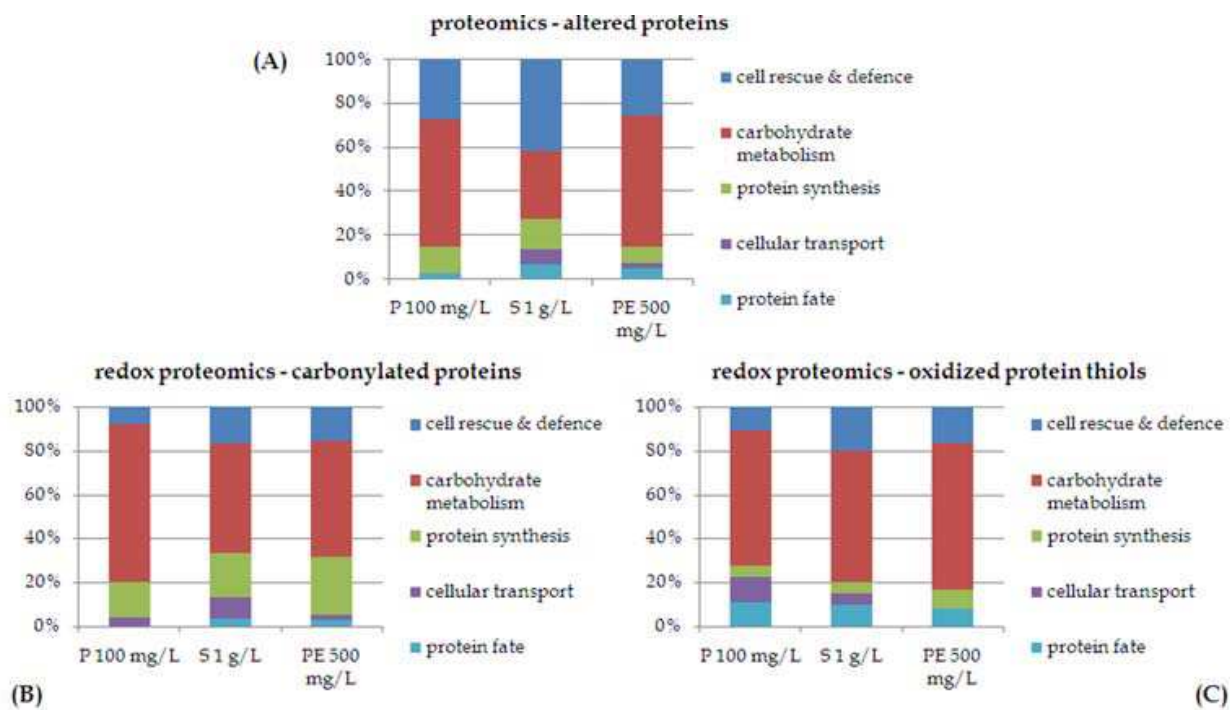 proteomics - altered proteins
(A)
100%
80%
60%
40%
20%
0%
P 100 mg/L
S 1 g/L
PE 500
mg/L
cell rescue & defence
carbohydrate
metabolism
protein synthesis
cellular transport
protein fate
redox proteomics - carbonylated proteins
100%
80%
60%
40%
20%
0%
P 100 mg/L
S 1 g/L
PE 500
mg/L
cell rescue & defence
carbohydrate
metabolism
protein synthesis
cellular transport
protein fate
(B)
redox proteomics - oxidized protein thiols
100%
80%
60%
40%
20%
0%
P 100 mg/L
S 1 g/L
PE 500
mg/L
cell rescue & defence
carbohydrate
metabolism
protein synthesis
cellular transport
protein fate
(C)